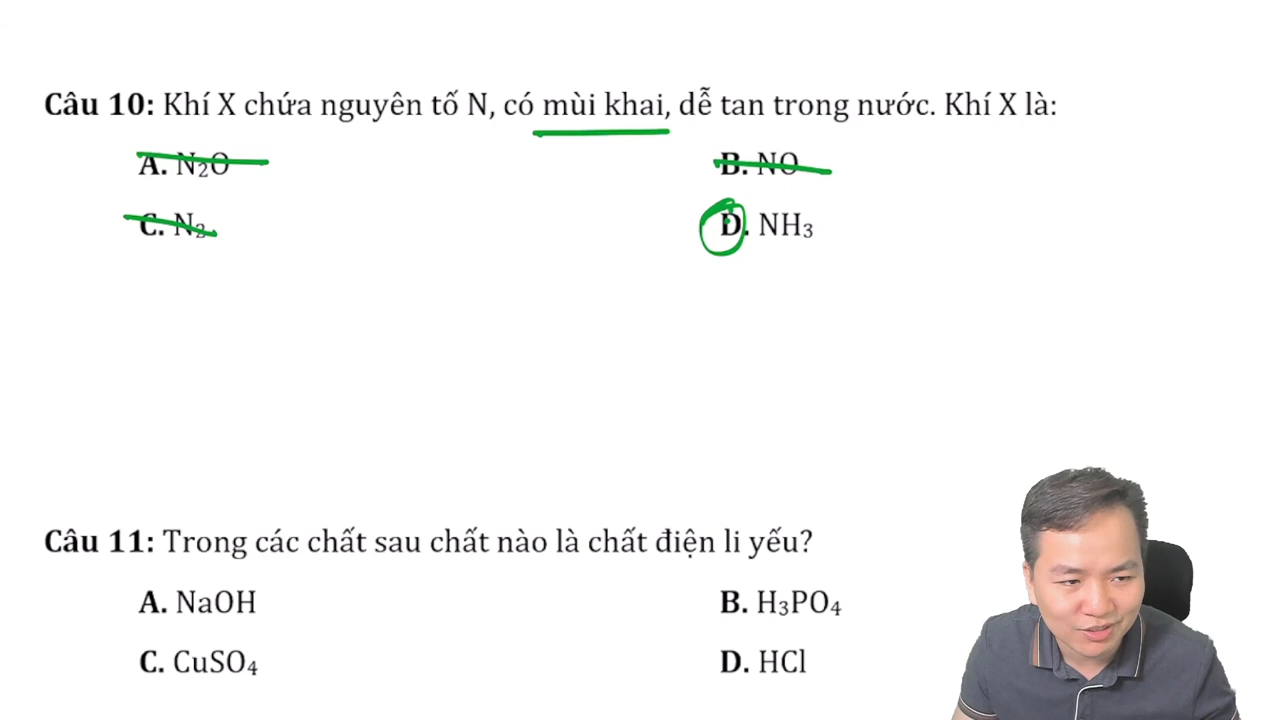 Câu 10: Khí X chứa nguyên tố N, có mùi khai, dễ tan trong nước. Khí X là:
A. N₂O B. NO
C. N₂ D. NH₃
Câu 11: Trong các chất sau chất nào là chất điện li yếu?
A. NaOH B. H₃PO₄
C. CuSO₄ D. HCl